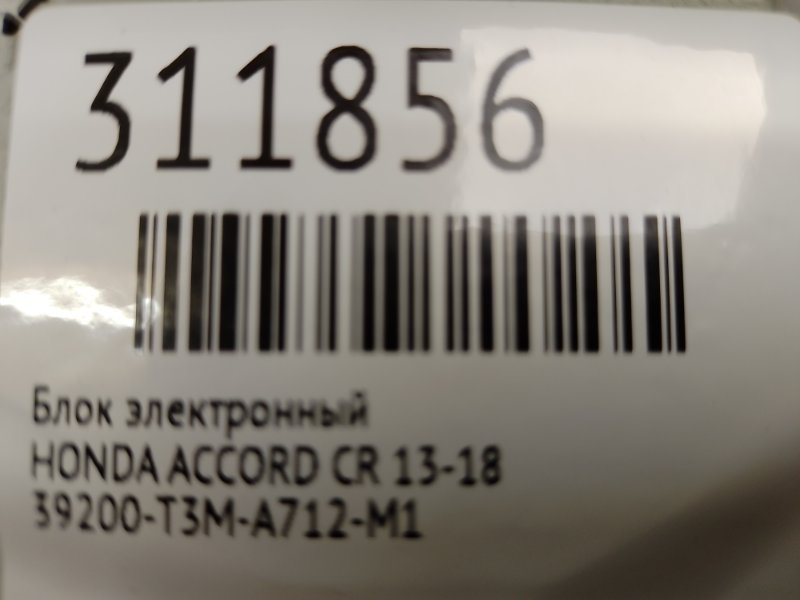 311856
Блок электронный
HONDA ACCORD CR 13-18
39200-T3M-A712-M1